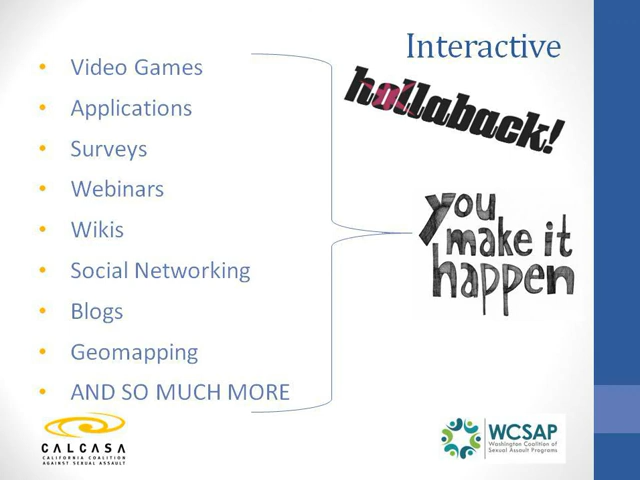 Interactive
• Video Games
• Applications
• Surveys
• Webinars
• Wikis
• Social Networking
• Blogs
• Geomapping
• AND SO MUCH MORE
hollaback!
you
make it
happen
CALCASA
CALIFORNIA COALITION
AGAINST SEXUAL ASSAULT
WCSAP
Washington Coalition of
Sexual Assault Programs